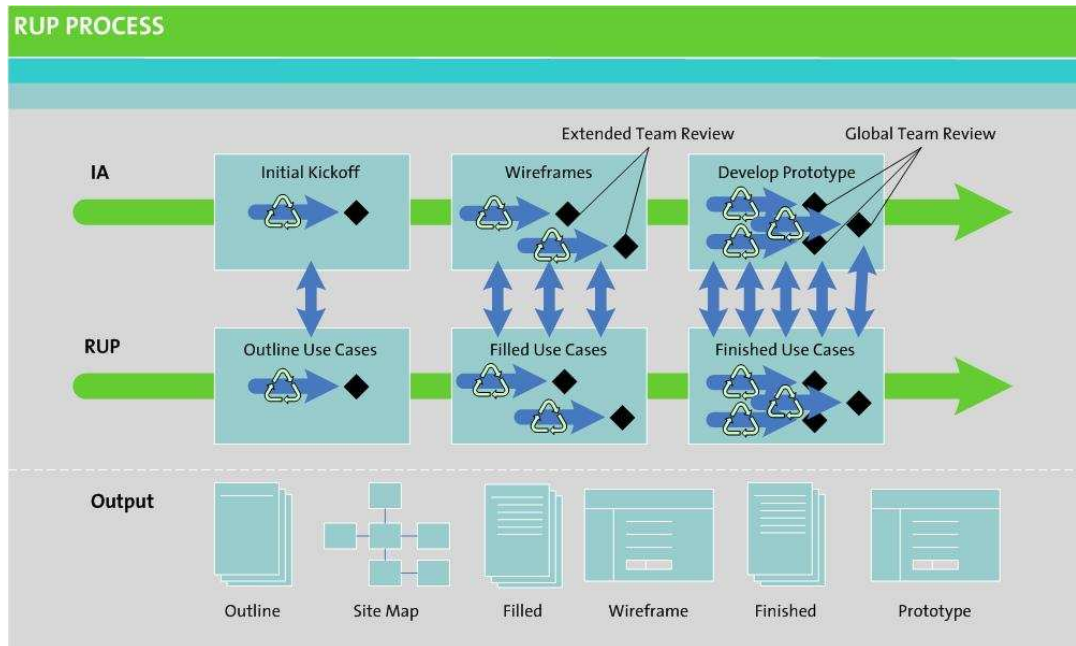 RUP PROCESS
Extended Team Review
Global Team Review
IA
Initial Kickoff
Wireframes
Develop Prototype
RUP
Outline Use Cases
Filled Use Cases
Finished Use Cases
Output
Outline
Site Map
Filled
Wireframe
Finished
Prototype